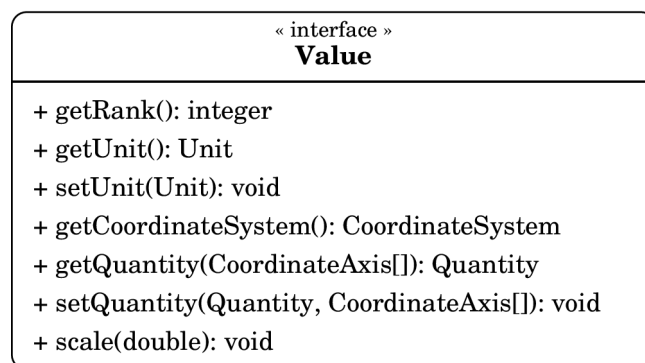 « interface »
Value
+ getRank(): integer
+ getUnit(): Unit
+ setUnit(Unit): void
+ getCoordinateSystem(): CoordinateSystem
+ getQuantity(CoordinateAxis[]): Quantity
+ setQuantity(Quantity, CoordinateAxis[]): void
+ scale(double): void